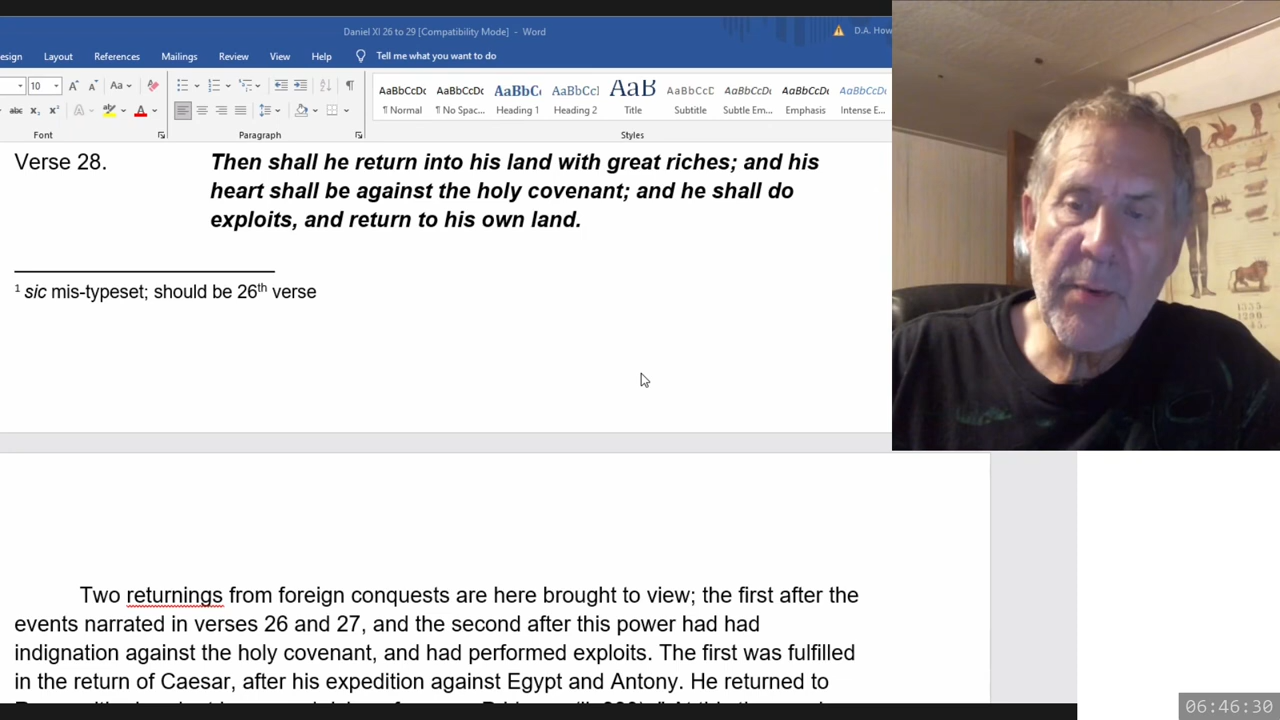 Daniel XI 26 to 29 [Compatibility Mode] - Word
D.A. How
esign Layout References Mailings Review View Help Tell me what you want to do
10 Aa
AaBbCcDc AaBbCcDc AaBbC AaBbCcC AaB AaBbCcD AaBbCcDc AaBbCcDc AaBbCcDc
¶ Normal ¶ No Spac... Heading 1 Heading 2 Title Subtitle Subtle Em... Emphasis Intense E...
Font Paragraph Styles
Verse 28. Then shall he return into his land with great riches; and his
heart shall be against the holy covenant; and he shall do
exploits, and return to his own land.
1 sic mis-typeset; should be 26th verse
Two returnings from foreign conquests are here brought to view; the first after the
events narrated in verses 26 and 27, and the second after this power had had
indignation against the holy covenant, and had performed exploits. The first was fulfilled
in the return of Caesar, after his expedition against Egypt and Antony. He returned to
06:46:30